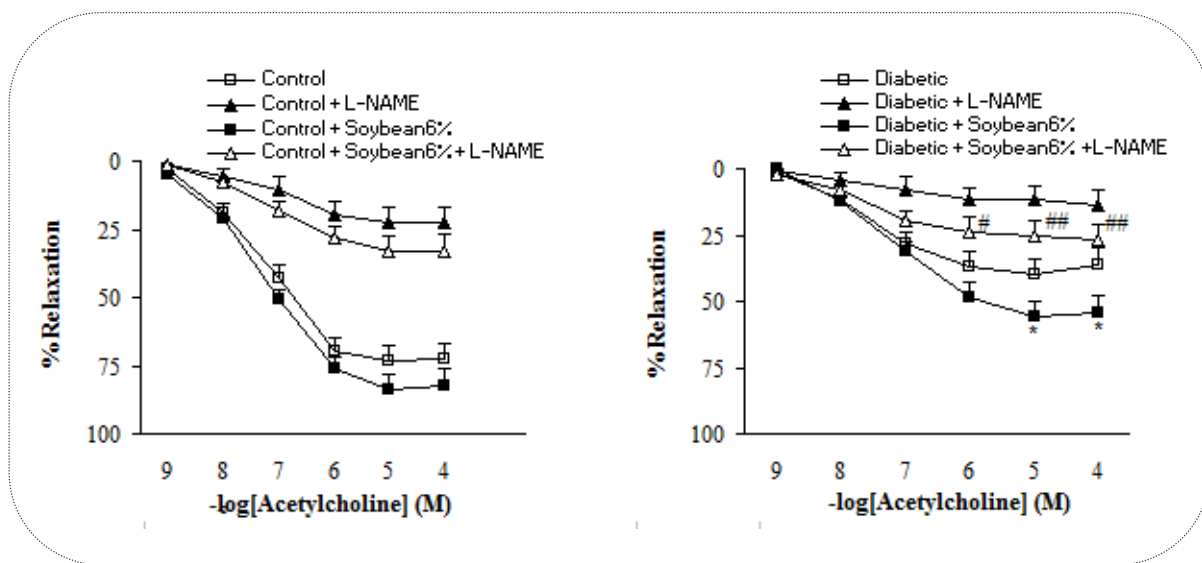 Control
Control + L-NAME
Control + Soybean6%
Control + Soybean6% + L-NAME
0
25
50
75
100
%Relaxation
9 8 7 6 5 4
-log[Acetylcholine] (M)
Diabetic
Diabetic + L-NAME
Diabetic + Soybean6%
Diabetic + Soybean6% +L-NAME
0
25
50
75
100
%Relaxation
# ## ##
* *
9 8 7 6 5 4
-log[Acetylcholine] (M)